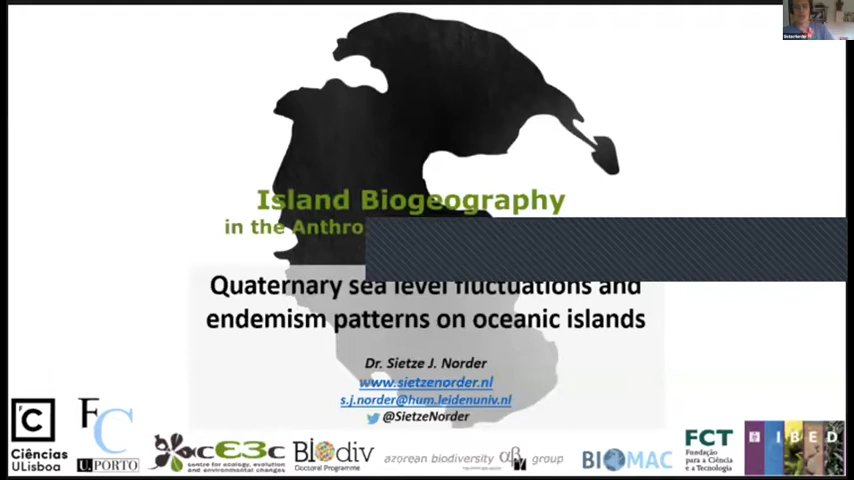 Island Biogeography
in the Anthro
Quaternary sea level fluctuations and
endemism patterns on oceanic islands
Dr. Sietze J. Norder
www.sietzenorder.nl
s.j.norder@hum.leidenuniv.nl
@SietzeNorder
Ciências
ULisboa
FC
U.PORTO
cE3c
centre for ecology, evolution
and environmental changes
Biodiv
Doctoral Programme
azorean biodiversity group
BIOMAC
FCT
Fundação
para a Ciência
e a Tecnologia
IBED